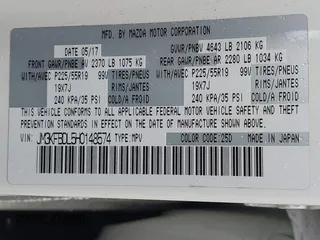 MFD. BY MAZDA MOTOR CORPORATION
DATE 05/17 GVWR/PNBV 4643 LB 2106 KG
FRONT GAWR/PNBE AV 2370 LB 1075 KG REAR GAWR/PNBE AR 2280 LB 1034 KG
WITH/AVEC P225/55R19 99V TIRES/PNEUS WITH/AVEC P225/55R19 99V TIRES/PNEUS
19X7J RIMS/JANTES 19X7J RIMS/JANTES
240 KPA/35 PSI COLD/A FROID 240 KPA/35 PSI COLD/A FROID
THIS VEHICLE CONFORMS TO ALL APPLICABLE FEDERAL MOTOR VEHICLE
SAFETY, BUMPER, AND THEFT PREVENTION STANDARDS IN EFFECT
ON THE DATE OF MANUFACTURE SHOWN ABOVE.
COLOR CODE: 25D MADE IN JAPAN
VIN: JM3KFBDL5H0148574 TYPE: MPV